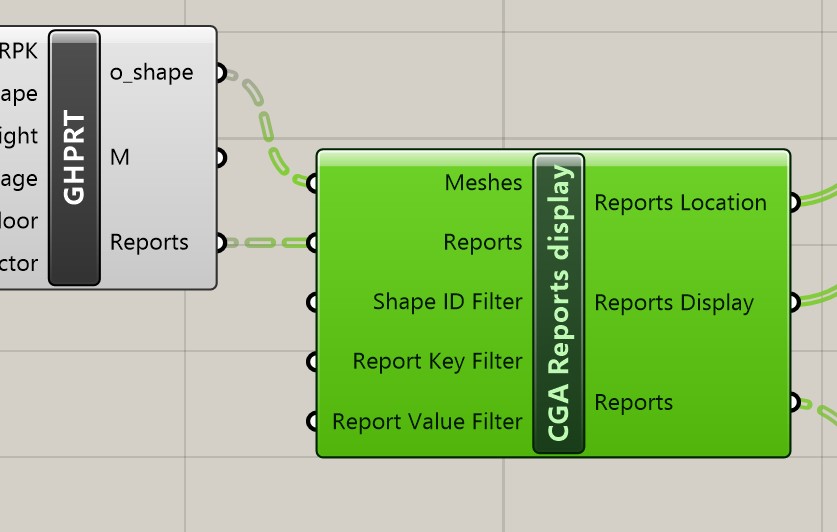 RPK
ape
ight
age
loor
ctor
GHPRT
o_shape
M
Reports
Meshes
Reports
Shape ID Filter
Report Key Filter
Report Value Filter
CGA Reports display
Reports Location
Reports Display
Reports